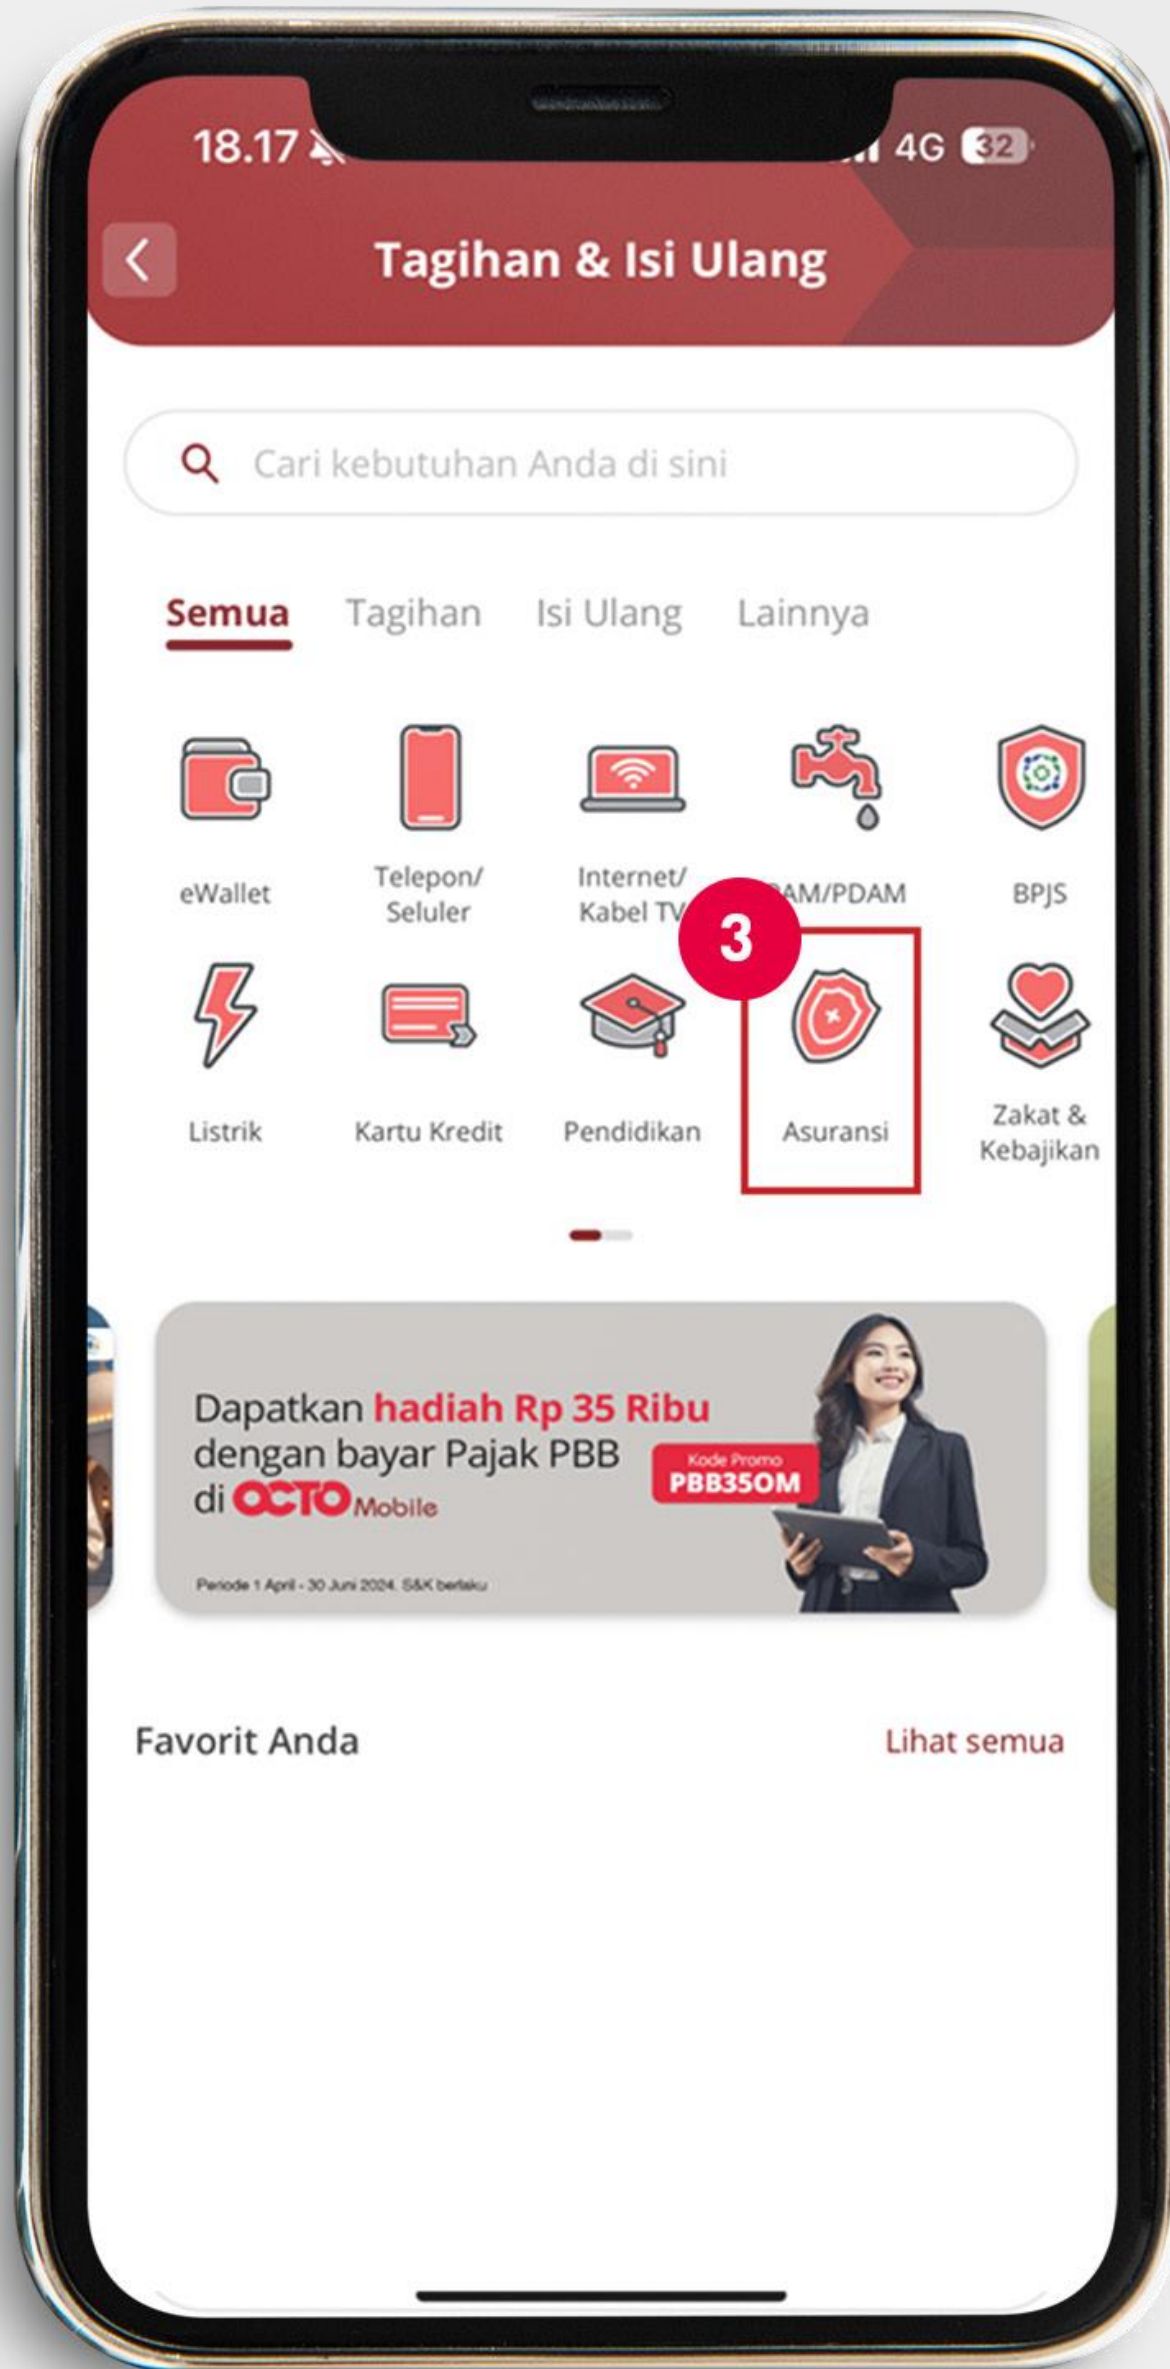 18.17
4G 32
Tagihan & Isi Ulang
Cari kebutuhan Anda di sini
Semua Tagihan Isi Ulang Lainnya
eWallet
Telepon/
Seluler
Internet/
Kabel TV
AM/PDAM
BPJS
3
Listrik
Kartu Kredit
Pendidikan
Asuransi
Zakat &
Kebajikan
Dapatkan hadiah Rp 35 Ribu
dengan bayar Pajak PBB
di OCTO Mobile
Kode Promo
PBB35OM
Periode 1 April - 30 Juni 2024. S&K berlaku
Favorit Anda
Lihat semua